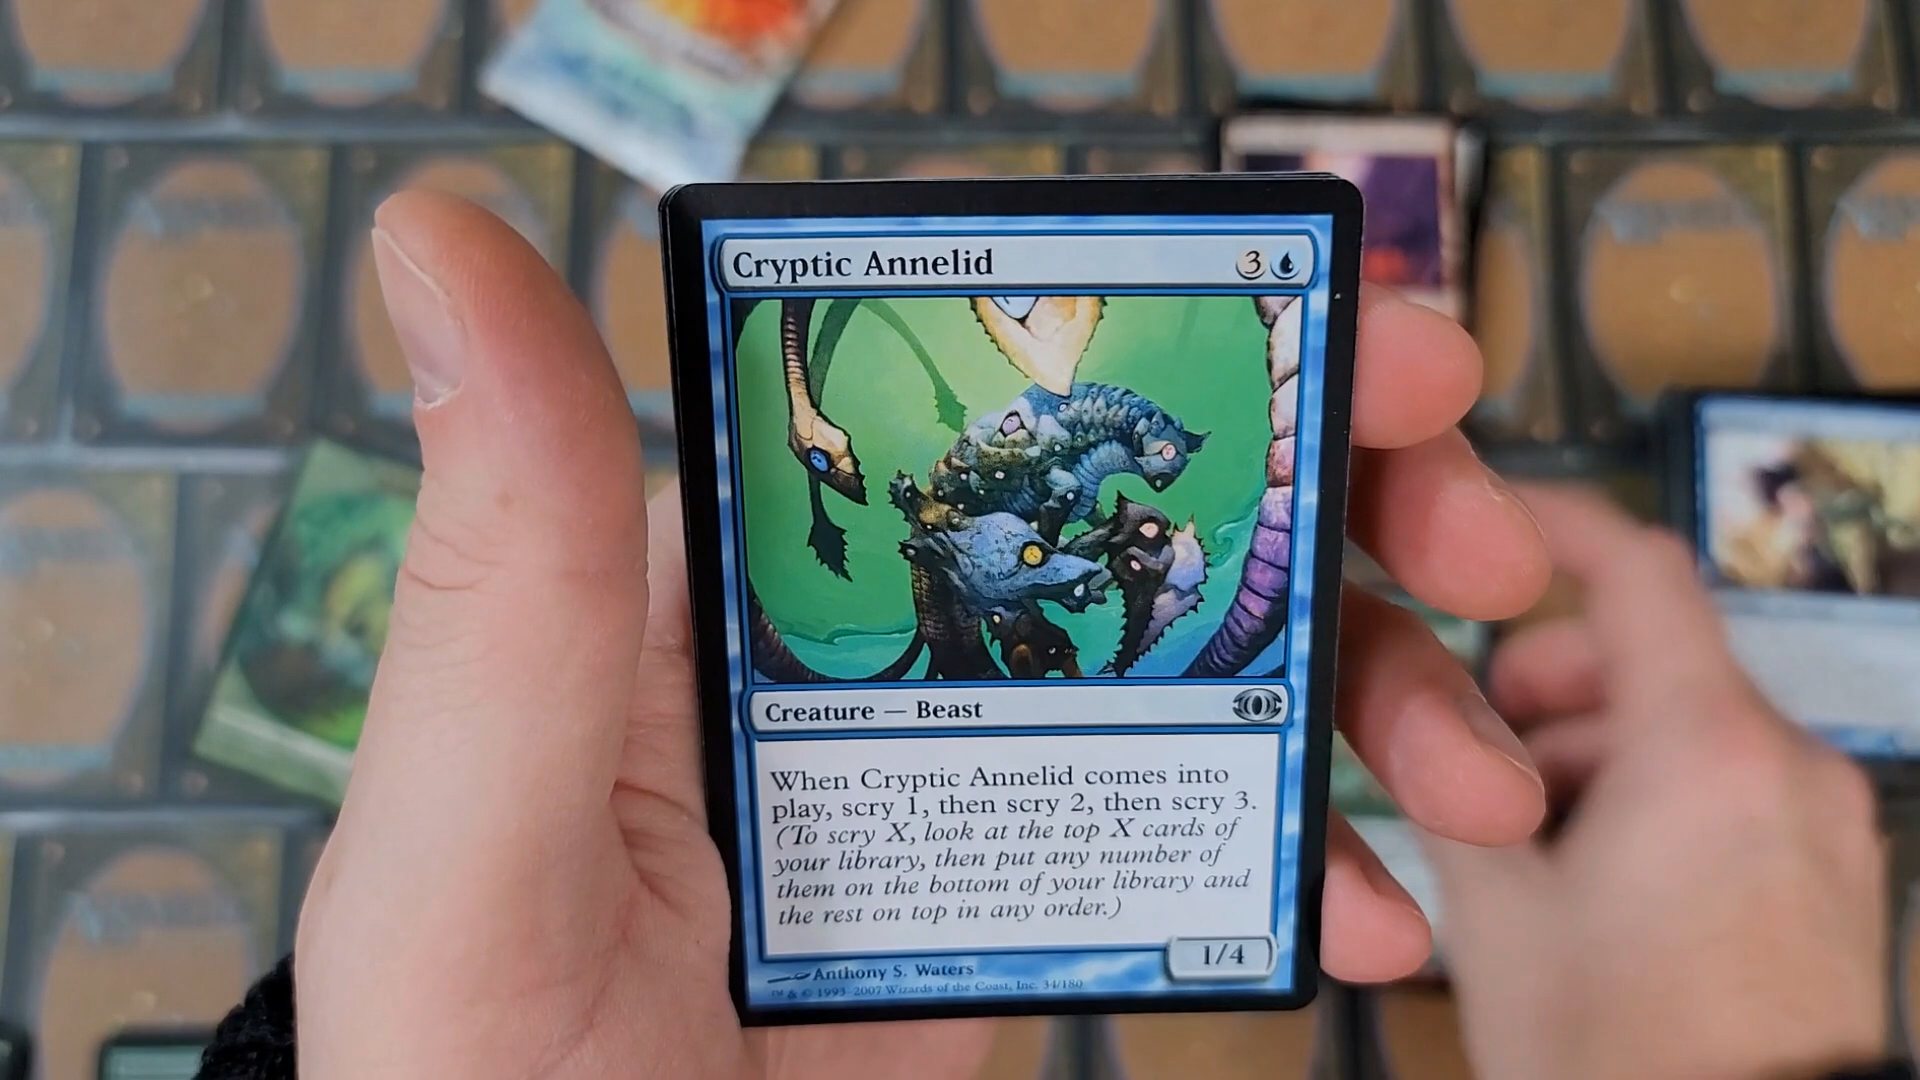 Cryptic Annelid 3
Creature — Beast
When Cryptic Annelid comes into
play, scry 1, then scry 2, then scry 3.
(To scry X, look at the top X cards of
your library, then put any number of
them on the bottom of your library and
the rest on top in any order.)
1/4
Anthony S. Waters
™ & © 1993–2007 Wizards of the Coast, Inc. 34/180